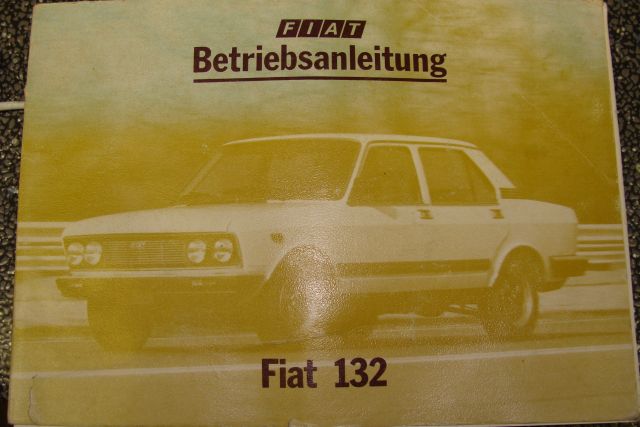 FIAT
Betriebsanleitung
Fiat 132